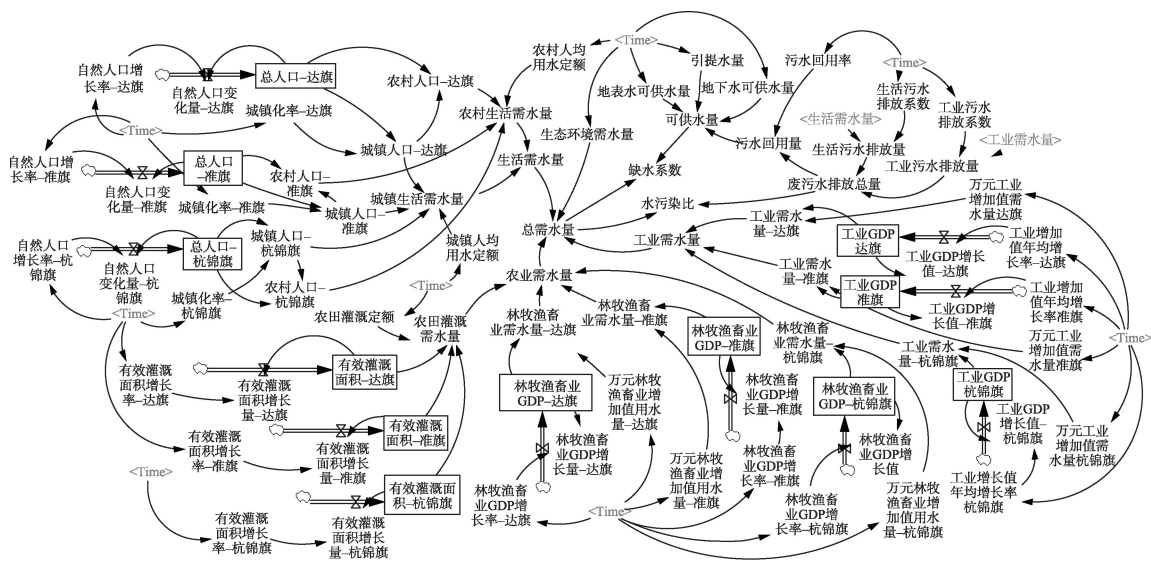 自然人口增
长率–达旗
自然人口变
化量–达旗
总人口–达旗
城镇化率–达旗
<Time>
自然人口增
长率–准旗
自然人口变
化量–准旗
总人口
–准旗
城镇化率–准旗
农村人口–
准旗
城镇人口–
准旗
自然人口
增长率–杭
锦旗
自然人口
变化量–杭
锦旗
总人口–
杭锦旗
城镇化率–
杭锦旗
城镇人口–
杭锦旗
农村人口–
杭锦旗
<Time>
农村人口–达旗
城镇人口–达旗
农村人均
用水定额
农村生活需水量
生活需水量
城镇生活需水量
城镇人均
用水定额
<Time>
农田灌溉定额
农田灌溉
需水量
有效灌溉
面积增长
率–达旗
有效灌溉
面积增长
量–达旗
有效灌溉
面积–达旗
有效灌溉
面积增长
率–准旗
有效灌溉
面积增长
量–准旗
有效灌溉
面积–准旗
<Time>
有效灌溉
面积增长
率–杭锦旗
有效灌溉
面积增长
量–杭锦旗
有效灌溉面
积–杭锦旗
<Time>
地表水可供水量
引提水量
地下水可供水量
可供水量
生态环境需水量
缺水系数
水污染比
总需水量
农业需水量
工业需水量
污水回用率
<Time>
生活污水
排放系数
工业污水
排放系数
<生活需水量>
<工业需水量>
污水回用量
生活污水排放量
工业污水排放量
废污水排放总量
万元工业
增加值需
水量达旗
工业需水
量–达旗
工业GDP
达旗
工业GDP增长
值–达旗
工业增加
值年均增
长率–达旗
工业需水
量–准旗
工业GDP
准旗
工业GDP增
长值–准旗
工业增加
值年均增
长率准旗
万元工业
增加值需
水量准旗
<Time>
工业需水
量–杭锦旗
工业GDP
杭锦旗
工业GDP
增长值–
杭锦旗
万元工业
增加值需
水量杭锦旗
工业增长值
年均增长率
杭锦旗
林牧渔畜
业需水量–达旗
林牧渔畜
业需水量–准旗
林牧渔畜
业需水量–
杭锦旗
林牧渔畜业
GDP–达旗
万元林牧
渔畜业增
加值用水
量–达旗
林牧渔畜
业GDP增
长量–达旗
林牧渔畜
业GDP增
长率–达旗
林牧渔畜业
GDP–准旗
林牧渔畜
业GDP增
长量–准旗
林牧渔畜
业GDP增
长率–准旗
万元林牧
渔畜业增
加值用水
量–准旗
林牧渔畜业
GDP–杭锦旗
林牧渔畜
业GDP增
长值
林牧渔畜
业GDP增
长率–杭锦旗
万元林牧
渔畜业增
加值用水
量–杭锦旗
<Time>